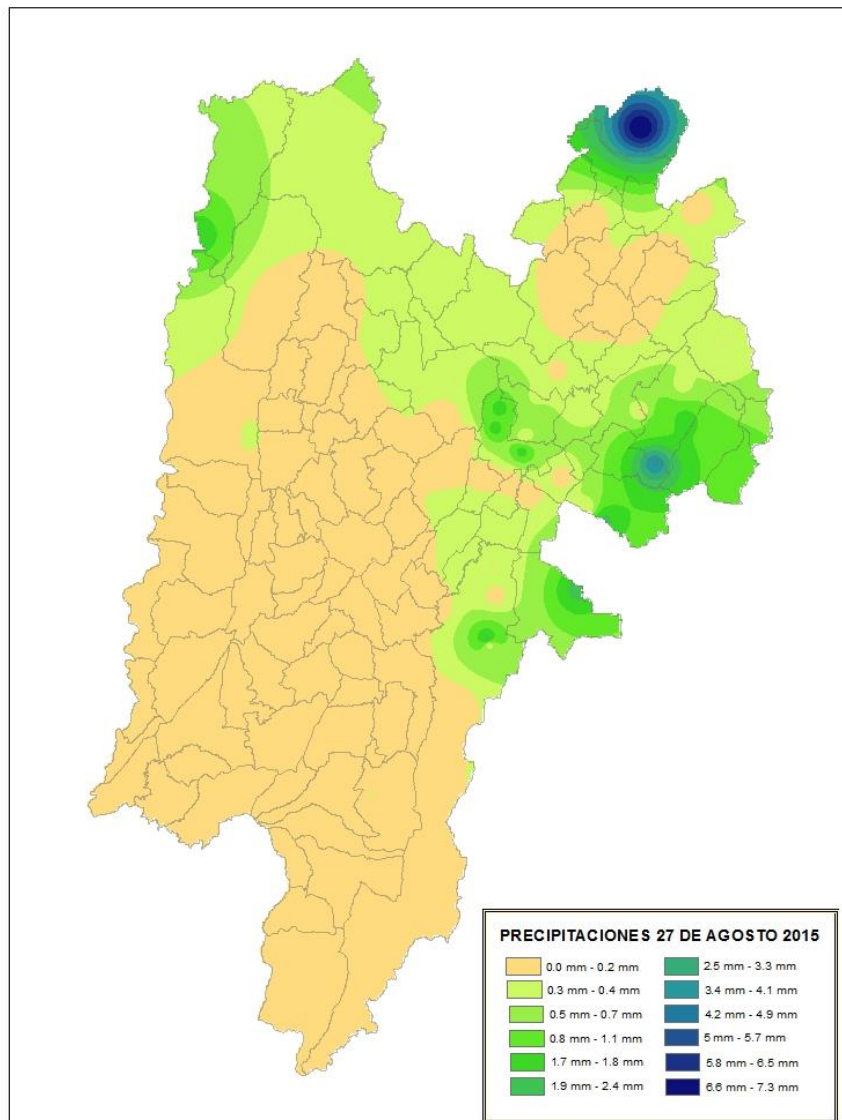 PRECIPITACIONES 27 DE AGOSTO 2015
0.0 mm - 0.2 mm
0.3 mm - 0.4 mm
0.5 mm - 0.7 mm
0.8 mm - 1.1 mm
1.7 mm - 1.8 mm
1.9 mm - 2.4 mm
2.5 mm - 3.3 mm
3.4 mm - 4.1 mm
4.2 mm - 4.9 mm
5 mm - 5.7 mm
5.8 mm - 6.5 mm
6.6 mm - 7.3 mm